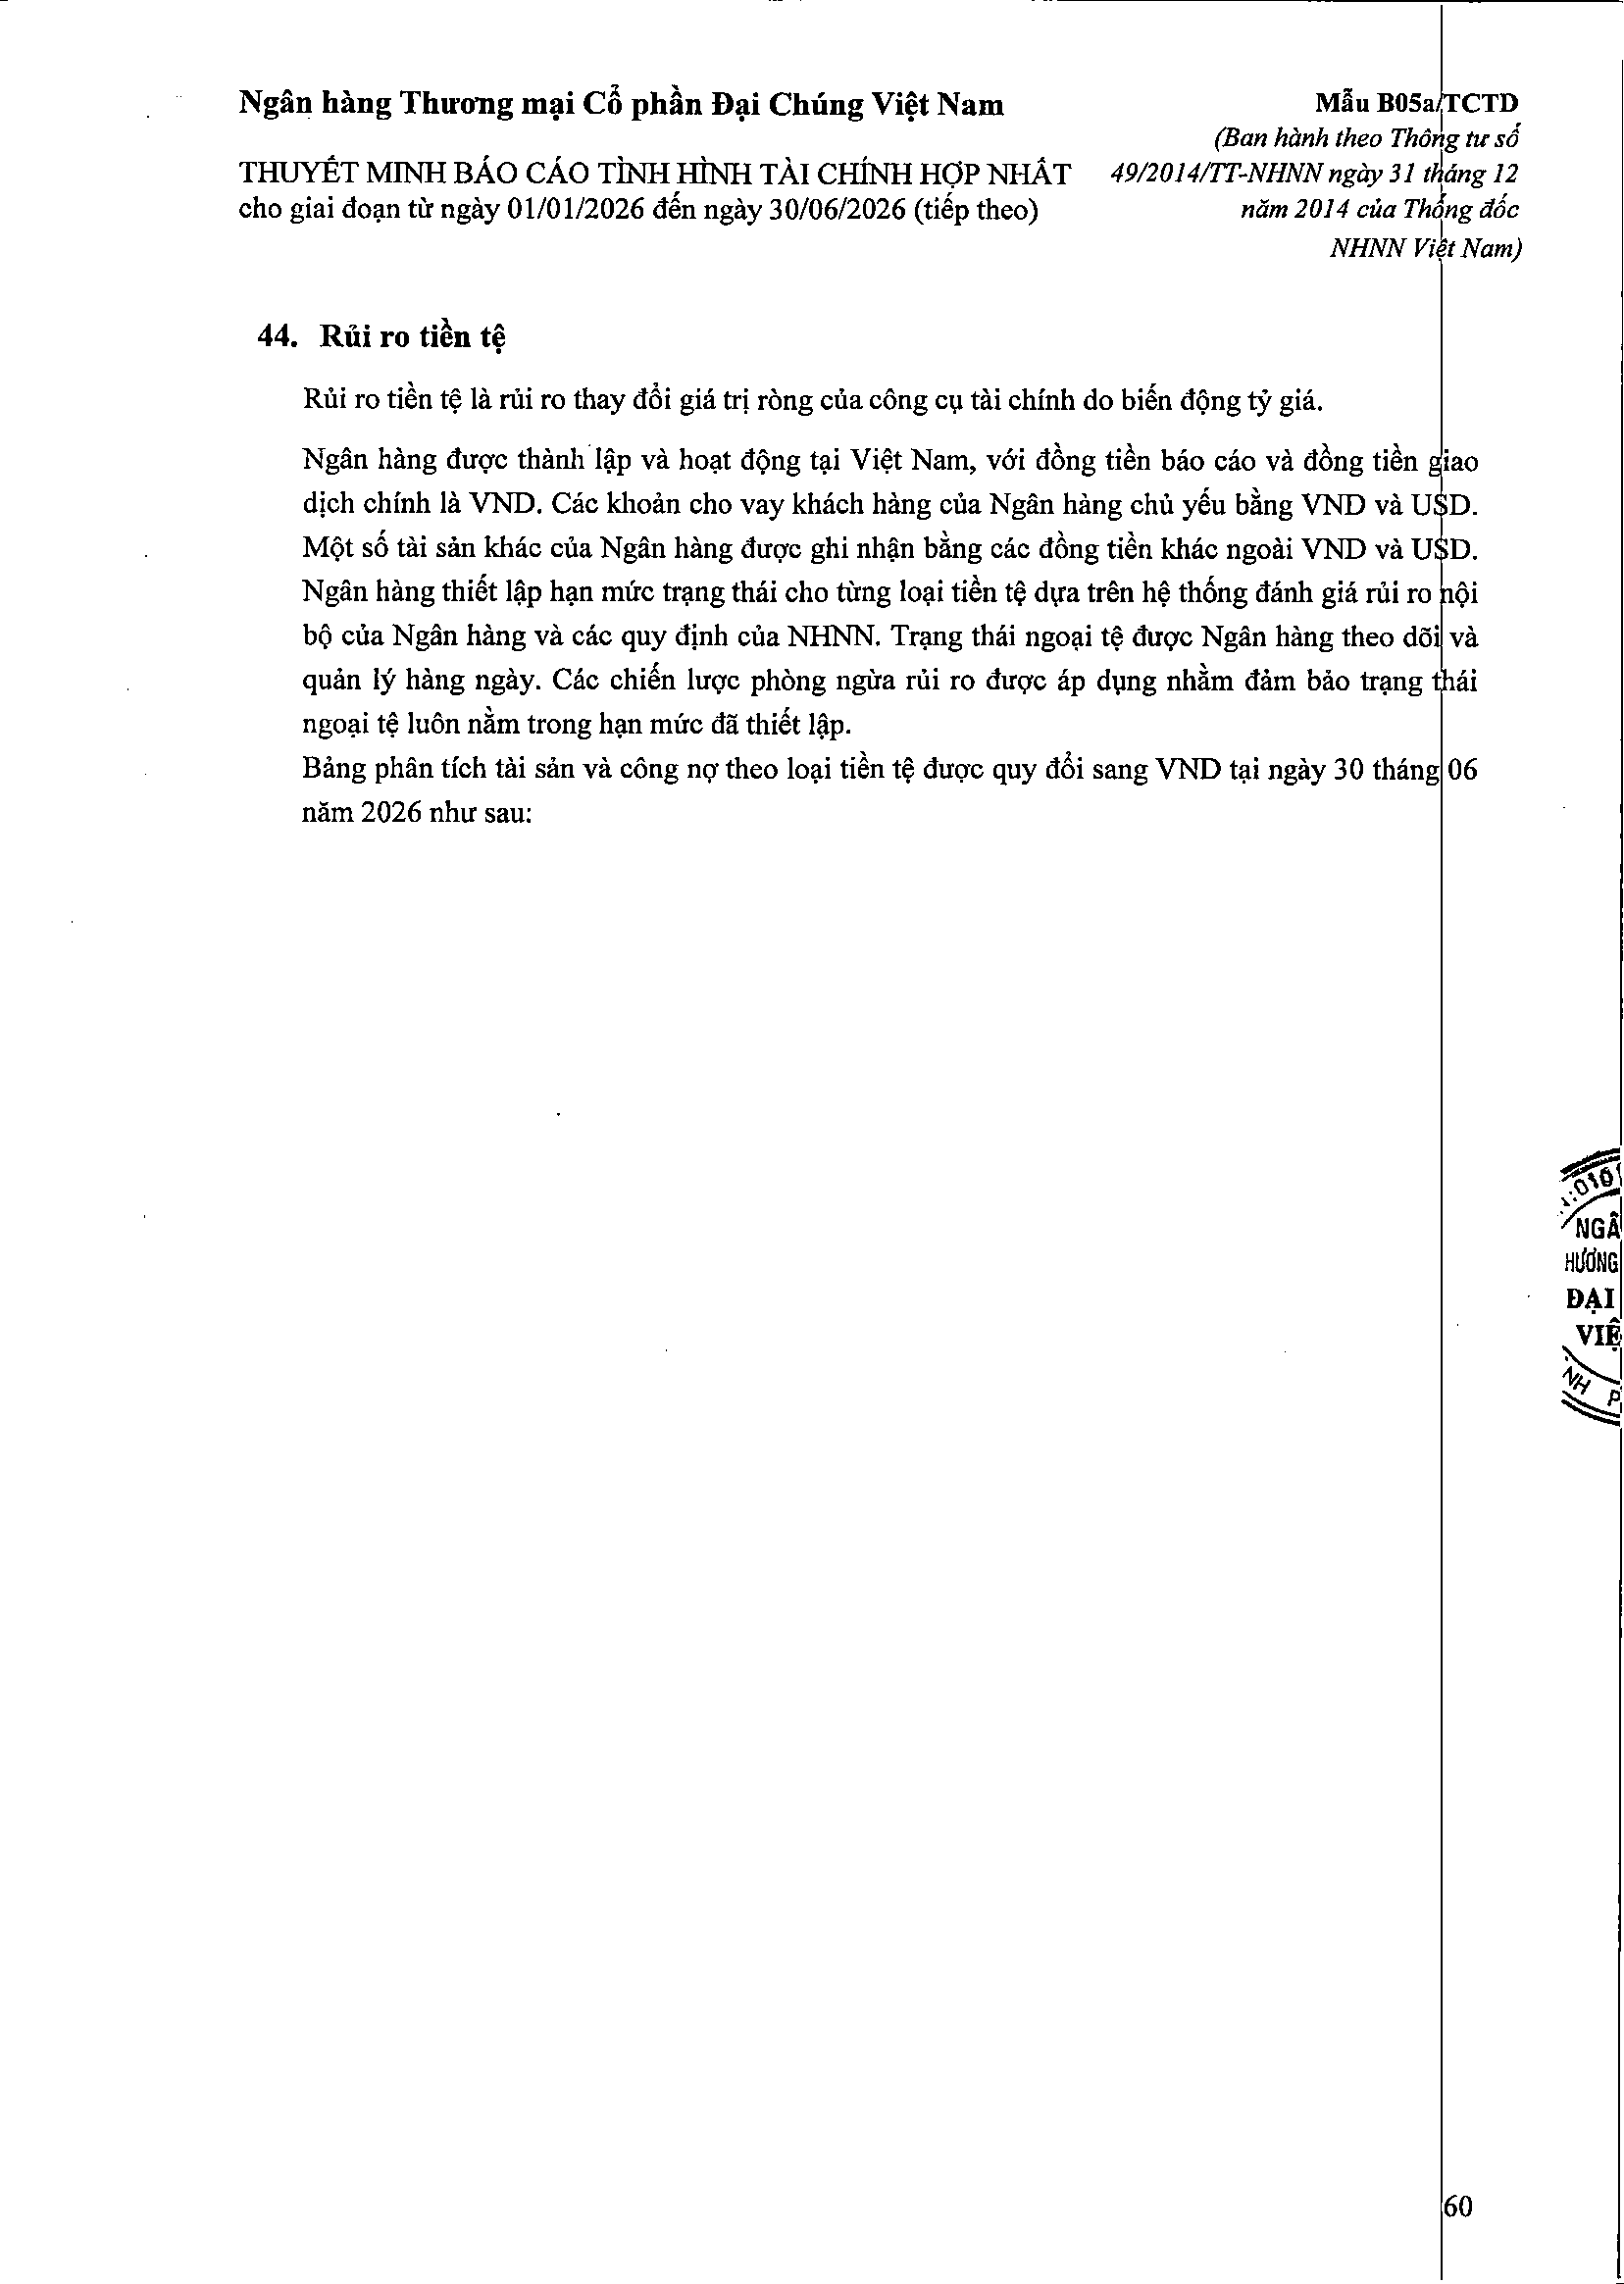 Ngân hàng Thương mại Cổ phần Đại Chúng Việt Nam
Mẫu B05a/TCTD
(Ban hành theo Thông tư số
THUYẾT MINH BÁO CÁO TÌNH HÌNH TÀI CHÍNH HỢP NHẤT
49/2014/TT-NHNN ngày 31 tháng 12
cho giai đoạn từ ngày 01/01/2026 đến ngày 30/06/2026 (tiếp theo)
năm 2014 của Thống đốc
NHNN Việt Nam)
44. Rủi ro tiền tệ
Rủi ro tiền tệ là rủi ro thay đổi giá trị ròng của công cụ tài chính do biến động tỷ giá.
Ngân hàng được thành lập và hoạt động tại Việt Nam, với đồng tiền báo cáo và đồng tiền giao
dịch chính là VND. Các khoản cho vay khách hàng của Ngân hàng chủ yếu bằng VND và USD.
Một số tài sản khác của Ngân hàng được ghi nhận bằng các đồng tiền khác ngoài VND và USD.
Ngân hàng thiết lập hạn mức trạng thái cho từng loại tiền tệ dựa trên hệ thống đánh giá rủi ro nội
bộ của Ngân hàng và các quy định của NHNN. Trạng thái ngoại tệ được Ngân hàng theo dõi và
quản lý hàng ngày. Các chiến lược phòng ngừa rủi ro được áp dụng nhằm đảm bảo trạng thái
ngoại tệ luôn nằm trong hạn mức đã thiết lập.
Bảng phân tích tài sản và công nợ theo loại tiền tệ được quy đổi sang VND tại ngày 30 tháng 06
năm 2026 như sau:
:010
NGÂ
HƯƠNG
ĐẠI
VIỆ
NH P
60